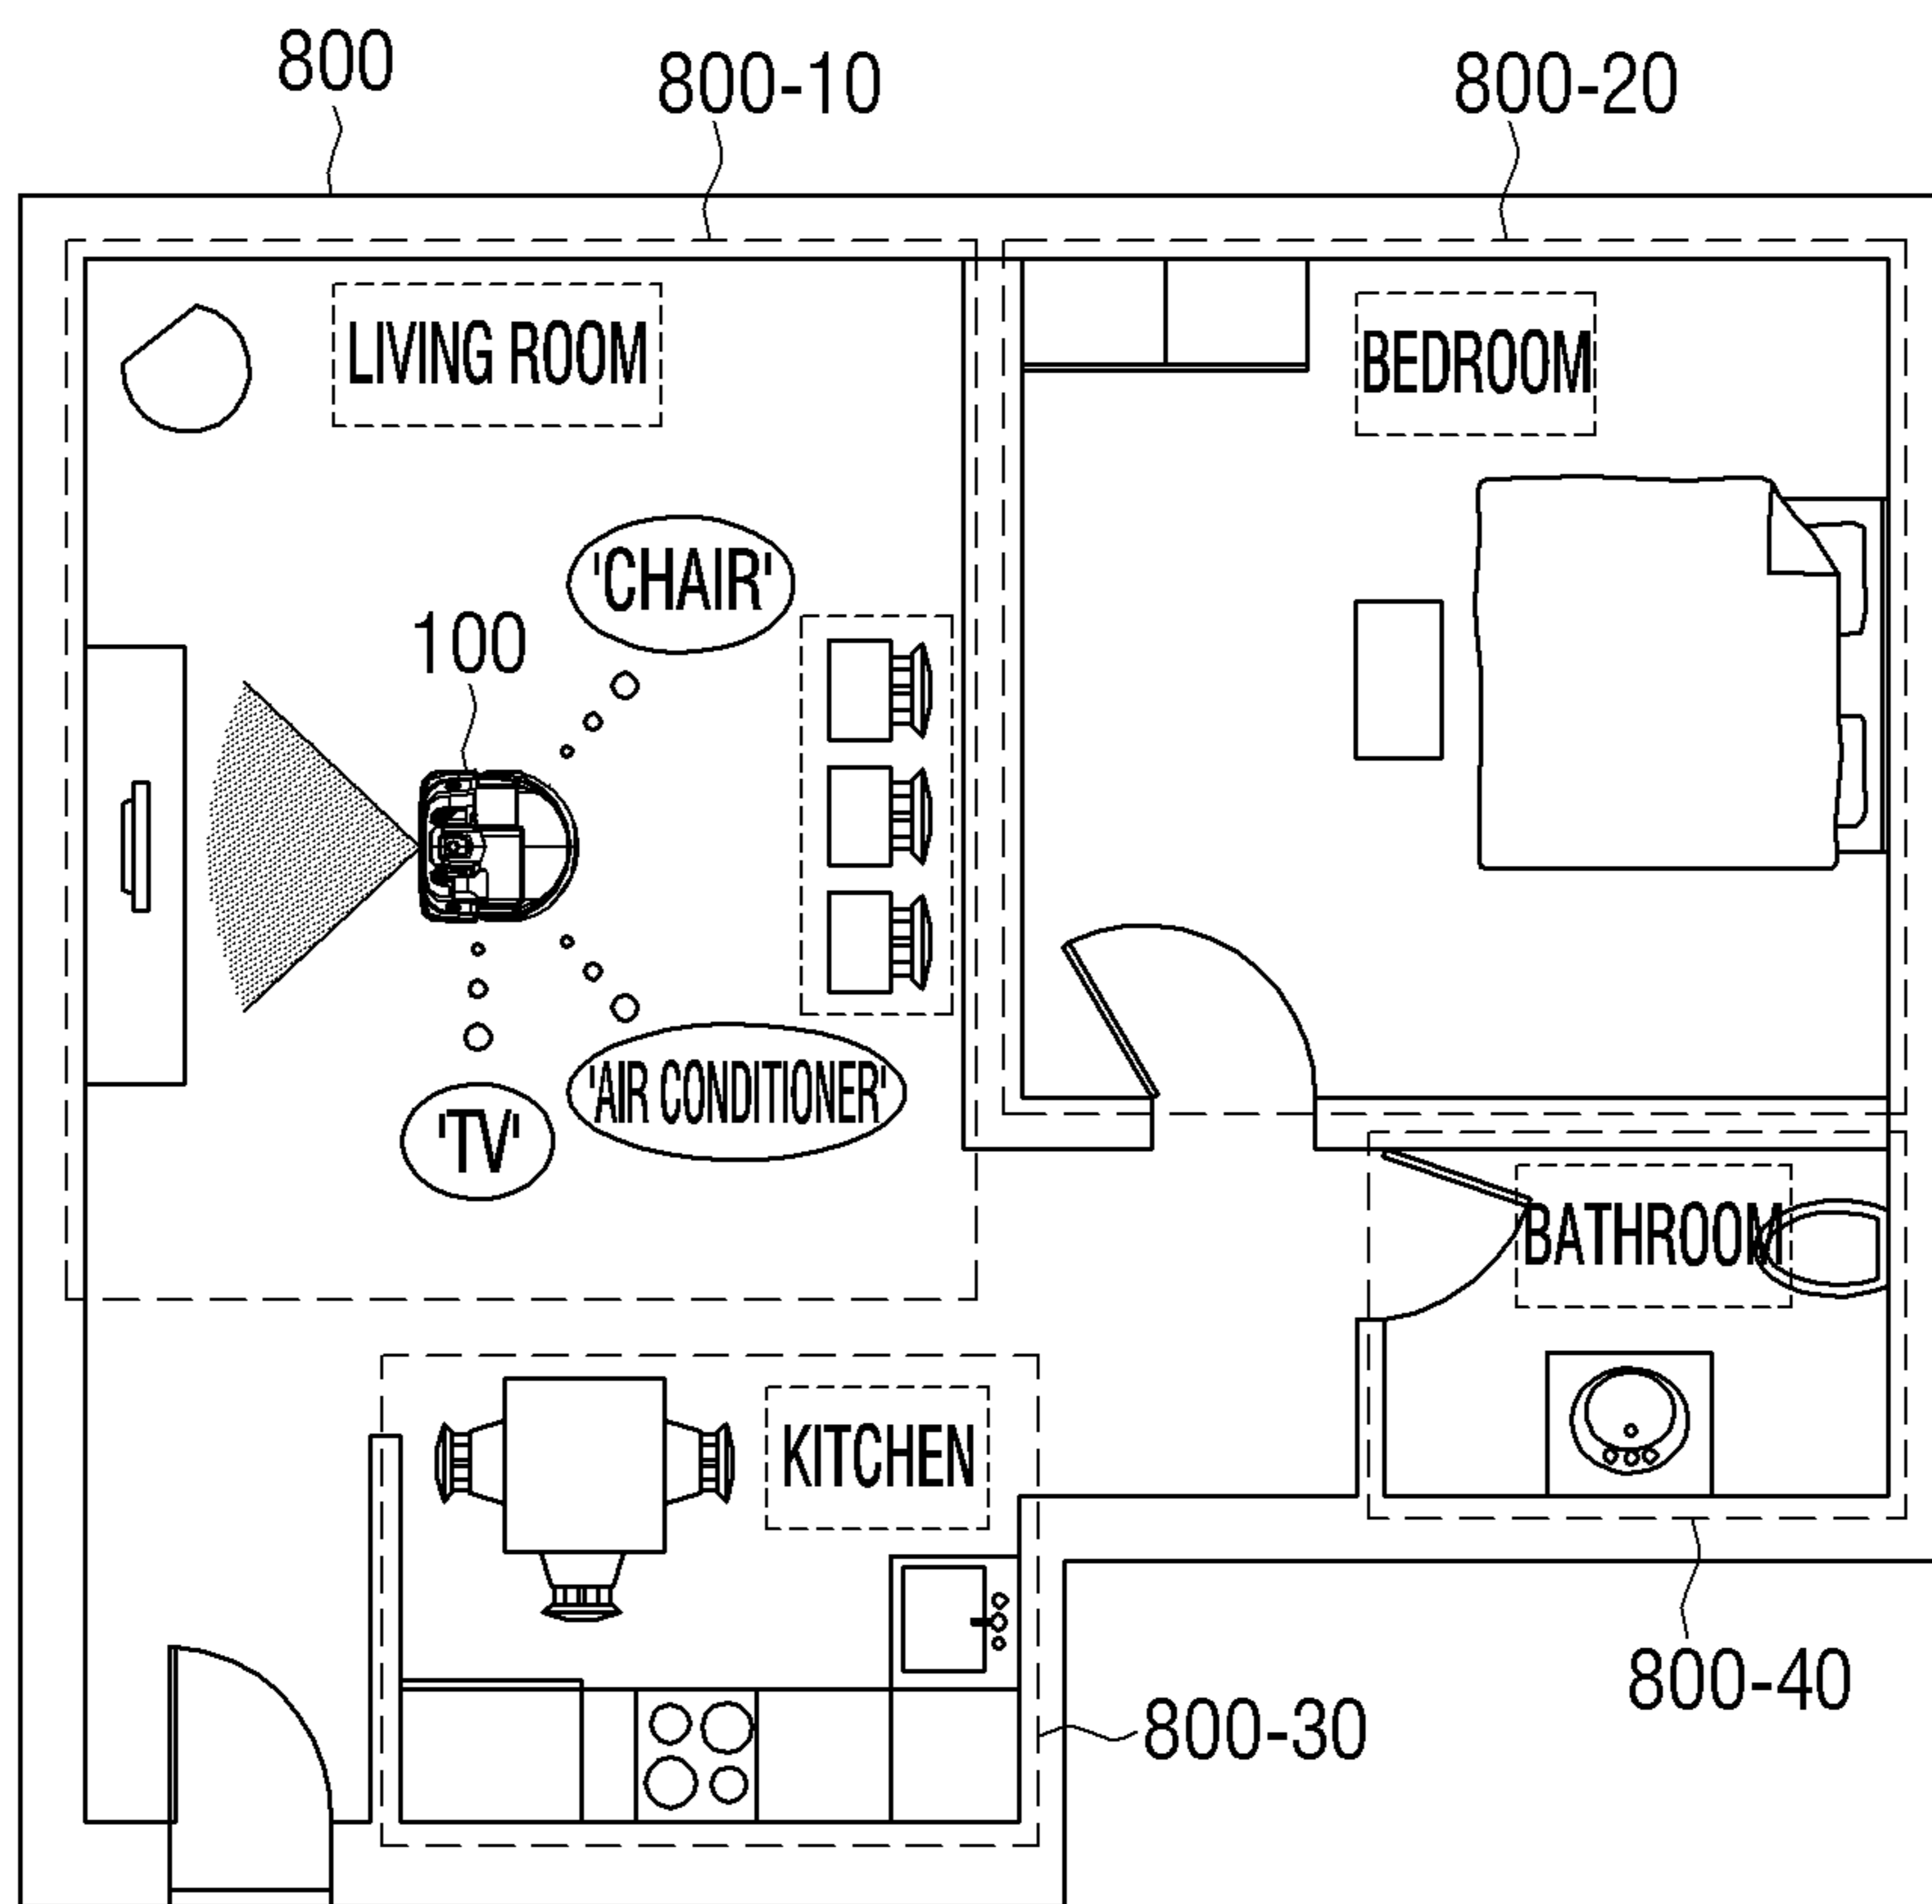 800
800-10
800-20
LIVING ROOM
BEDROOM
'CHAIR'
100
'AIR CONDITIONER'
'TV'
BATHROOM
KITCHEN
800-40
800-30